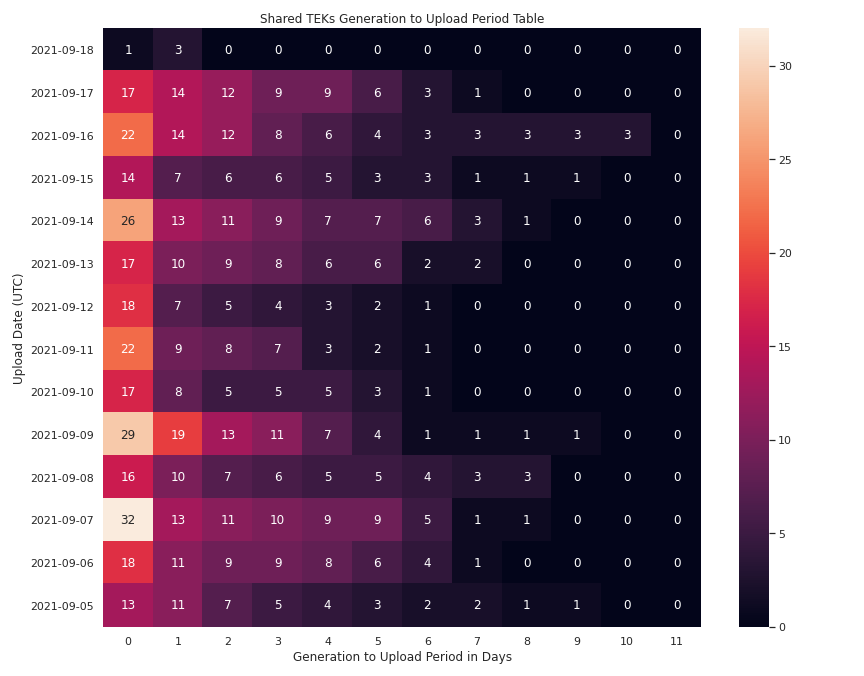 Shared TEKs Generation to Upload Period Table
2021-09-18 1 3 0 0 0 0 0 0 0 0 0 0
2021-09-17 17 14 12 9 9 6 3 1 0 0 0 0
2021-09-16 22 14 12 8 6 4 3 3 3 3 3 0
2021-09-15 14 7 6 6 5 3 3 1 1 1 0 0
2021-09-14 26 13 11 9 7 7 6 3 1 0 0 0
2021-09-13 17 10 9 8 6 6 2 2 0 0 0 0
2021-09-12 18 7 5 4 3 2 1 0 0 0 0 0
2021-09-11 22 9 8 7 3 2 1 0 0 0 0 0
2021-09-10 17 8 5 5 5 3 1 0 0 0 0 0
2021-09-09 29 19 13 11 7 4 1 1 1 1 0 0
2021-09-08 16 10 7 6 5 5 4 3 3 0 0 0
2021-09-07 32 13 11 10 9 9 5 1 1 0 0 0
2021-09-06 18 11 9 9 8 6 4 1 0 0 0 0
2021-09-05 13 11 7 5 4 3 2 2 1 1 0 0
0 1 2 3 4 5 6 7 8 9 10 11
Generation to Upload Period in Days
Upload Date (UTC)
30
25
20
15
10
5
0